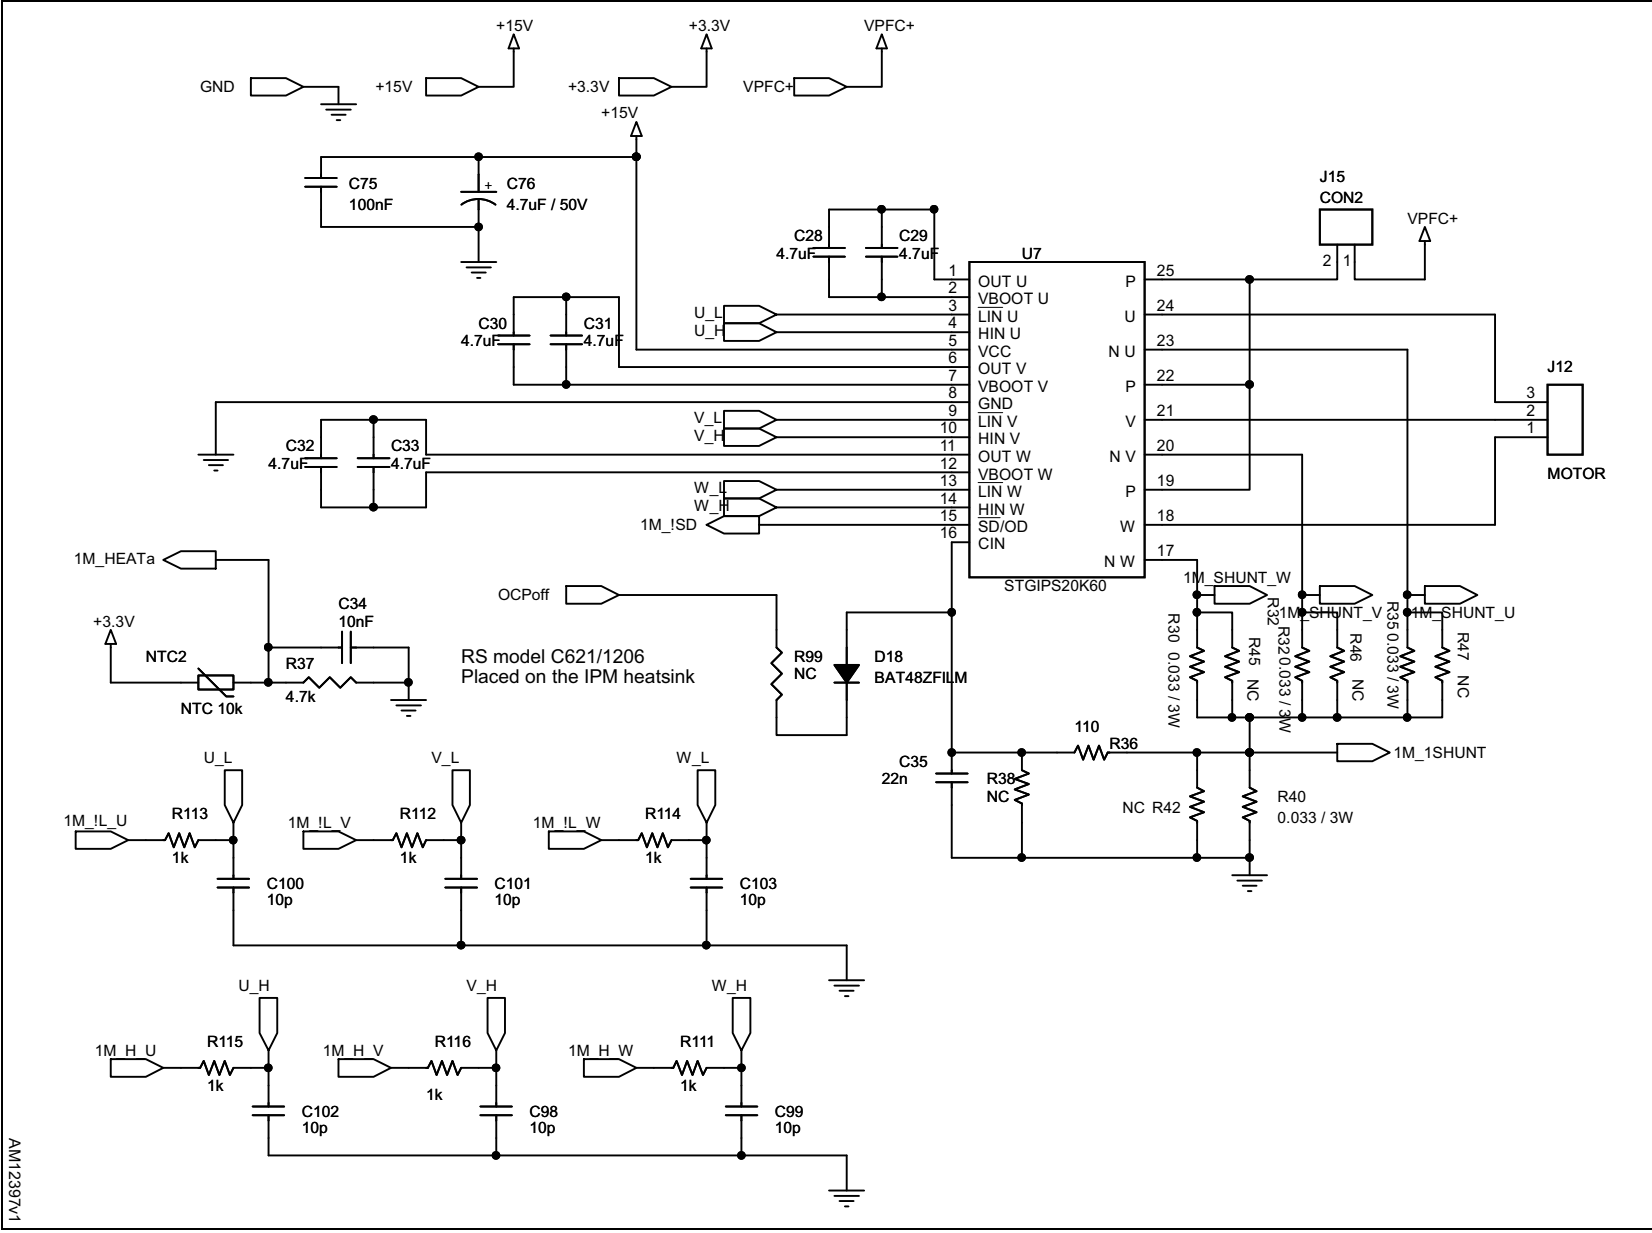 +15V
+3.3V
VPFC+
GND
+15V
+3.3V
VPFC+
+15V
C75
100nF
C76
4.7uF / 50V
+
J15
CON2
VPFC+
2 1
C28
4.7uF
C29
4.7uF
U7
C30
4.7uF
C31
4.7uF
C32
4.7uF
C33
4.7uF
U_L
U_H
V_L
V_H
W_L
W_H
1M_!SD
1 OUT U
2 VBOOT U
3 LIN U
4 HIN U
5 VCC
6 OUT V
7 VBOOT V
8 GND
9 LIN V
10 HIN V
11 OUT W
12 VBOOT W
13 LIN W
14 HIN W
15 SD/OD
16 CIN
P 25
U 24
N U 23
P 22
V 21
N V 20
P 19
W 18
N W 17
STGIPS20K60
J12
3
2
1
MOTOR
1M_HEATa
C34
10nF
+3.3V
NTC2
NTC 10k
R37
4.7k
RS model C621/1206
Placed on the IPM heatsink
OCPoff
R99
NC
D18
BAT48ZFILM
1M_SHUNT_W
1M_SHUNT_V
1M_SHUNT_U
R30 0.033 / 3W
R45 NC
R32
R32 0.033 / 3W
R46 NC
R35 0.033 / 3W
R47 NC
110
R36
1M_1SHUNT
C35
22n
R38
NC
NC R42
R40
0.033 / 3W
U_L
V_L
W_L
1M_!L_U
R113
1k
1M_!L_V
R112
1k
1M_!L_W
R114
1k
C100
10p
C101
10p
C103
10p
U_H
V_H
W_H
1M_H_U
R115
1k
1M_H_V
R116
1k
1M_H_W
R111
1k
C102
10p
C98
10p
C99
10p
AM12397v1